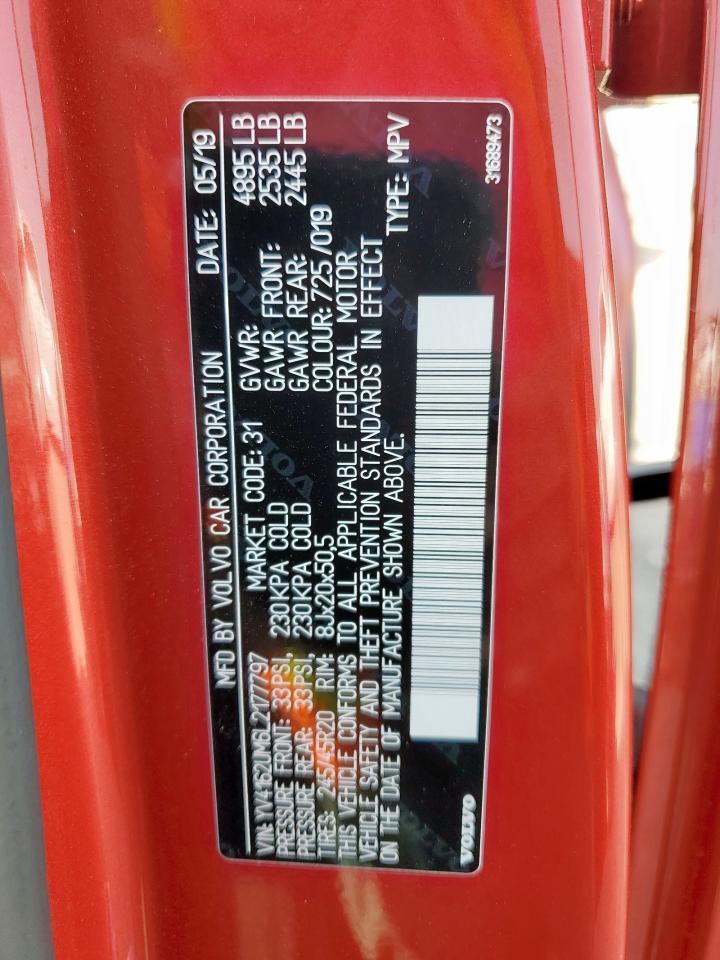 MFD BY VOLVO CAR CORPORATION DATE: 05/19
VIN: YV4162UM6L2177797 MARKET CODE: 31 GVWR: 4895 LB
PRESSURE FRONT: 33PSI, 230KPA COLD GAWR FRONT: 2535 LB
PRESSURE REAR: 33PSI, 230KPA COLD GAWR REAR: 2445 LB
TIRES: 245/45R20 RIM: 8Jx20x50,5 COLOUR: 725 /019
THIS VEHICLE CONFORMS TO ALL APPLICABLE FEDERAL MOTOR
VEHICLE SAFETY AND THEFT PREVENTION STANDARDS IN EFFECT
ON THE DATE OF MANUFACTURE SHOWN ABOVE. TYPE: MPV
VOLVO 31689473